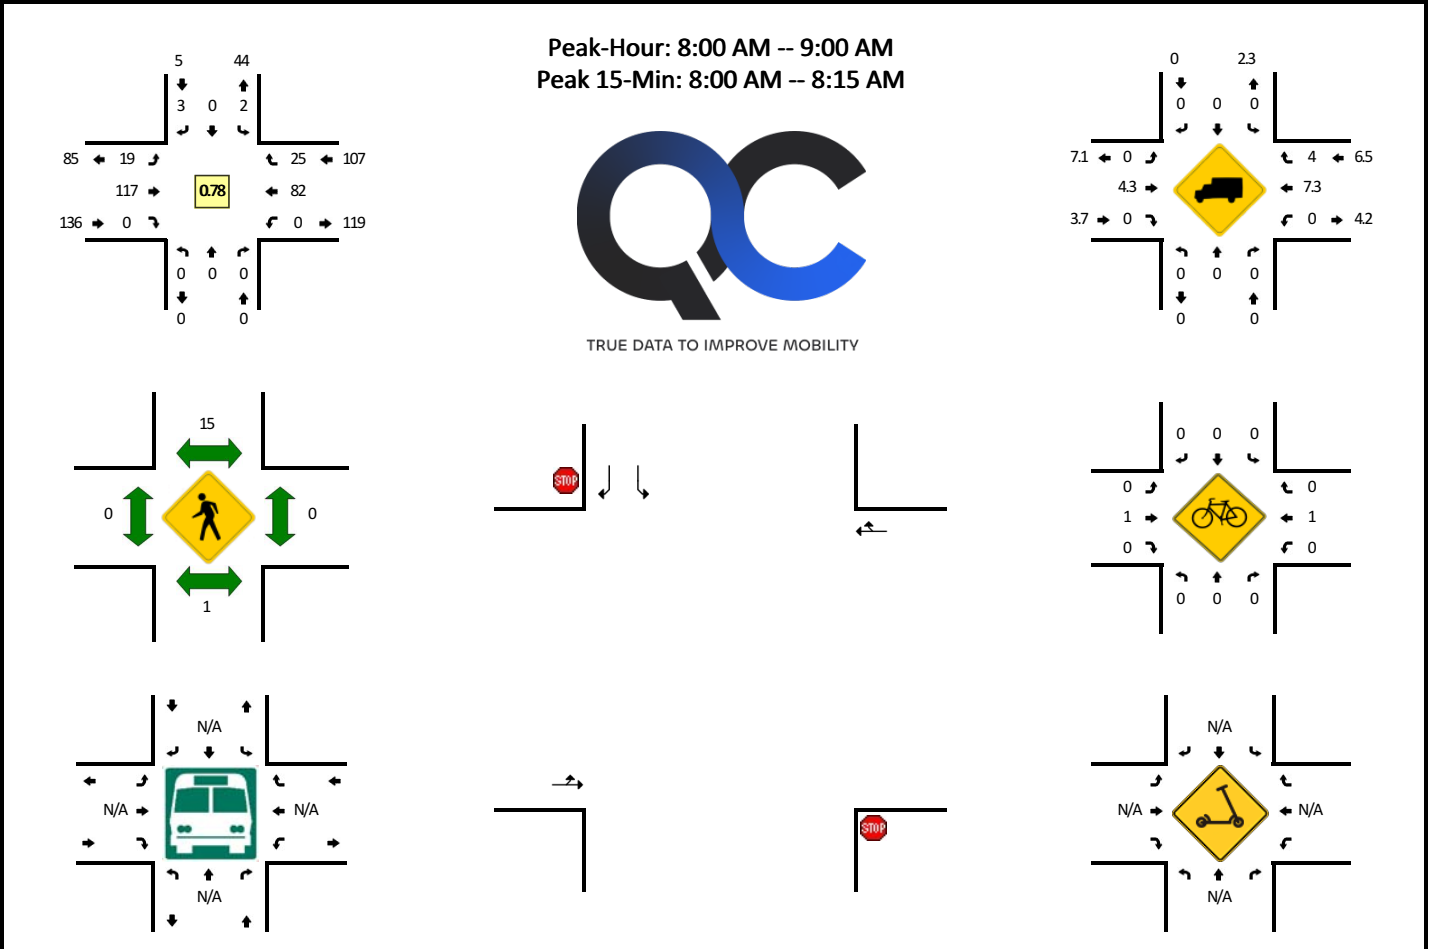 Peak-Hour: 8:00 AM -- 9:00 AM
Peak 15-Min: 8:00 AM -- 8:15 AM
5 44
3 0 2
85 19 25 107
117 0.78 82
136 0 0 119
0 0 0
0 0
QC
TRUE DATA TO IMPROVE MOBILITY
0 2.3
0 0 0
7.1 0 4 6.5
4.3 7.3
3.7 0 0 4.2
0 0 0
0 0
15
0 0
1
STOP
STOP
0 0 0
0 0
1 1
0 0
0 0 0
N/A
N/A N/A
N/A
N/A
N/A N/A
N/A